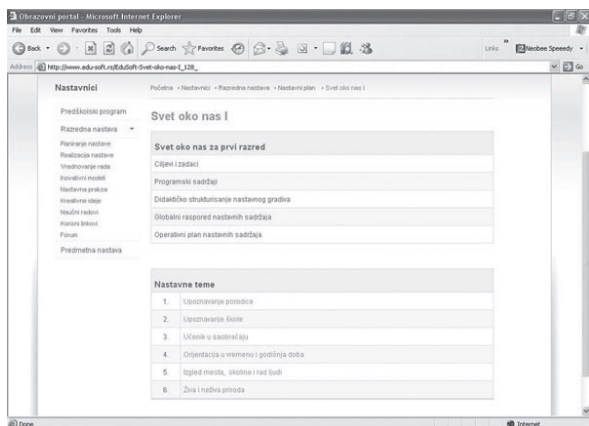 Obrazovni portal - Microsoft Internet Explorer
File Edit View Favorites Tools Help
Back Search Favorites Links Neobee Speeedy
Address http://www.edu-soft.rs/EduSoft-Svet-oko-nas-I_128_ Go
Nastavnici
Početna Nastavnici Razredna nastava Nastavni plan Svet oko nas I
Predškolski program
Razredna nastava
Planiranje nastave
Realizacija nastave
Vrednovanje rada
Inovativni modeli
Nastavna praksa
Kreativne ideje
Naučni radovi
Korisni linkovi
Forum
Predmetna nastava
Svet oko nas I
Svet oko nas za prvi razred
Ciljevi i zadaci
Programski sadržaji
Didaktičko strukturisanje nastavnog gradiva
Globalni raspored nastavnih sadržaja
Operativni plan nastavnih sadržaja
Nastavne teme
1. Upoznavanje porodice
2. Upoznavanje škole
3. Učenik u saobraćaju
4. Orijentacija u vremenu i godišnja doba
5. Izgled mesta, okoline i rad ljudi
6. Živa i neživa priroda
Done Internet